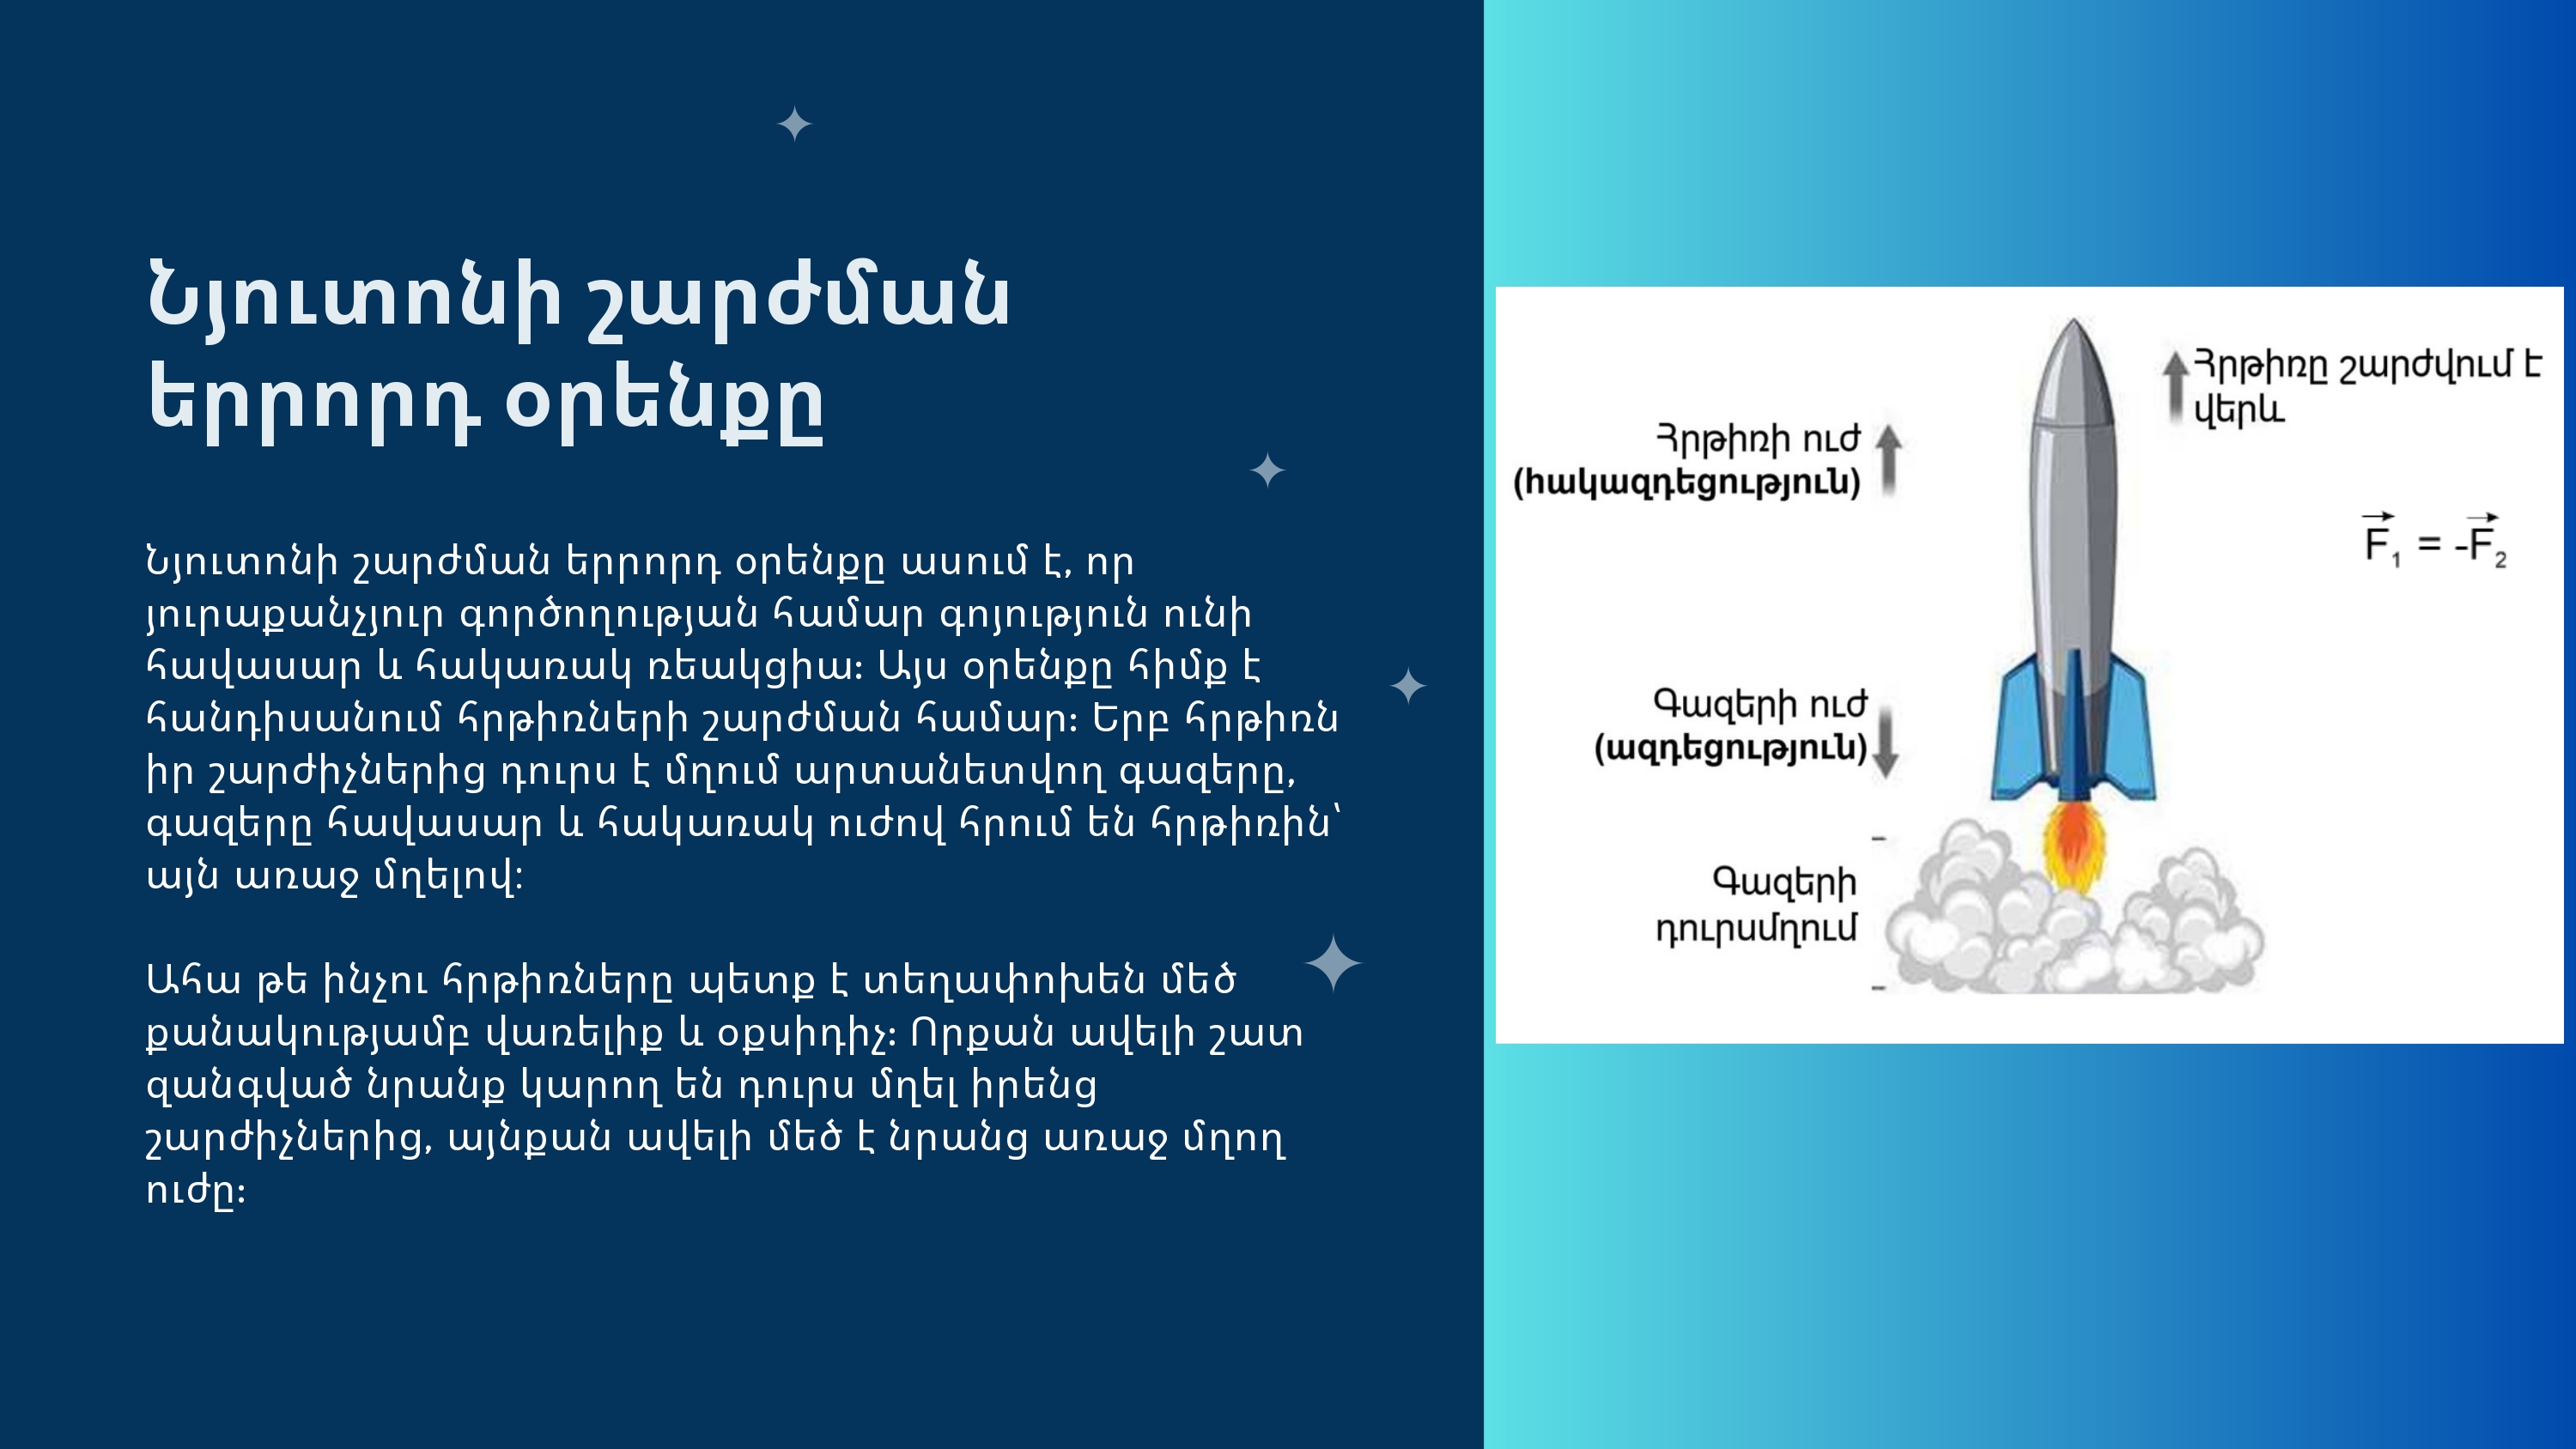 Նյուտոնի շարժման
երրորդ օրենքը
Նյուտոնի շարժման երրորդ օրենքը ասում է, որ
յուրաքանչյուր գործողության համար գոյություն ունի
հավասար և հակառակ ռեակցիա։ Այս օրենքը հիմք է
հանդիսանում հրթիռների շարժման համար։ Երբ հրթիռն
իր շարժիչներից դուրս է մղում արտանետվող գազերը,
գազերը հավասար և հակառակ ուժով հրում են հրթիռին՝
այն առաջ մղելով:
Ահա թե ինչու հրթիռները պետք է տեղափոխեն մեծ
քանակությամբ վառելիք և օքսիդիչ։ Որքան ավելի շատ
զանգված նրանք կարող են դուրս մղել իրենց
շարժիչներից, այնքան ավելի մեծ է նրանց առաջ մղող
ուժը։
Հրթիռը շարժվում է
վերև
Հրթիռի ուժ
(հակազդեցություն)
F₁ = -F₂
Գազերի ուժ
(ազդեցություն)
Գազերի
դուրսմղում